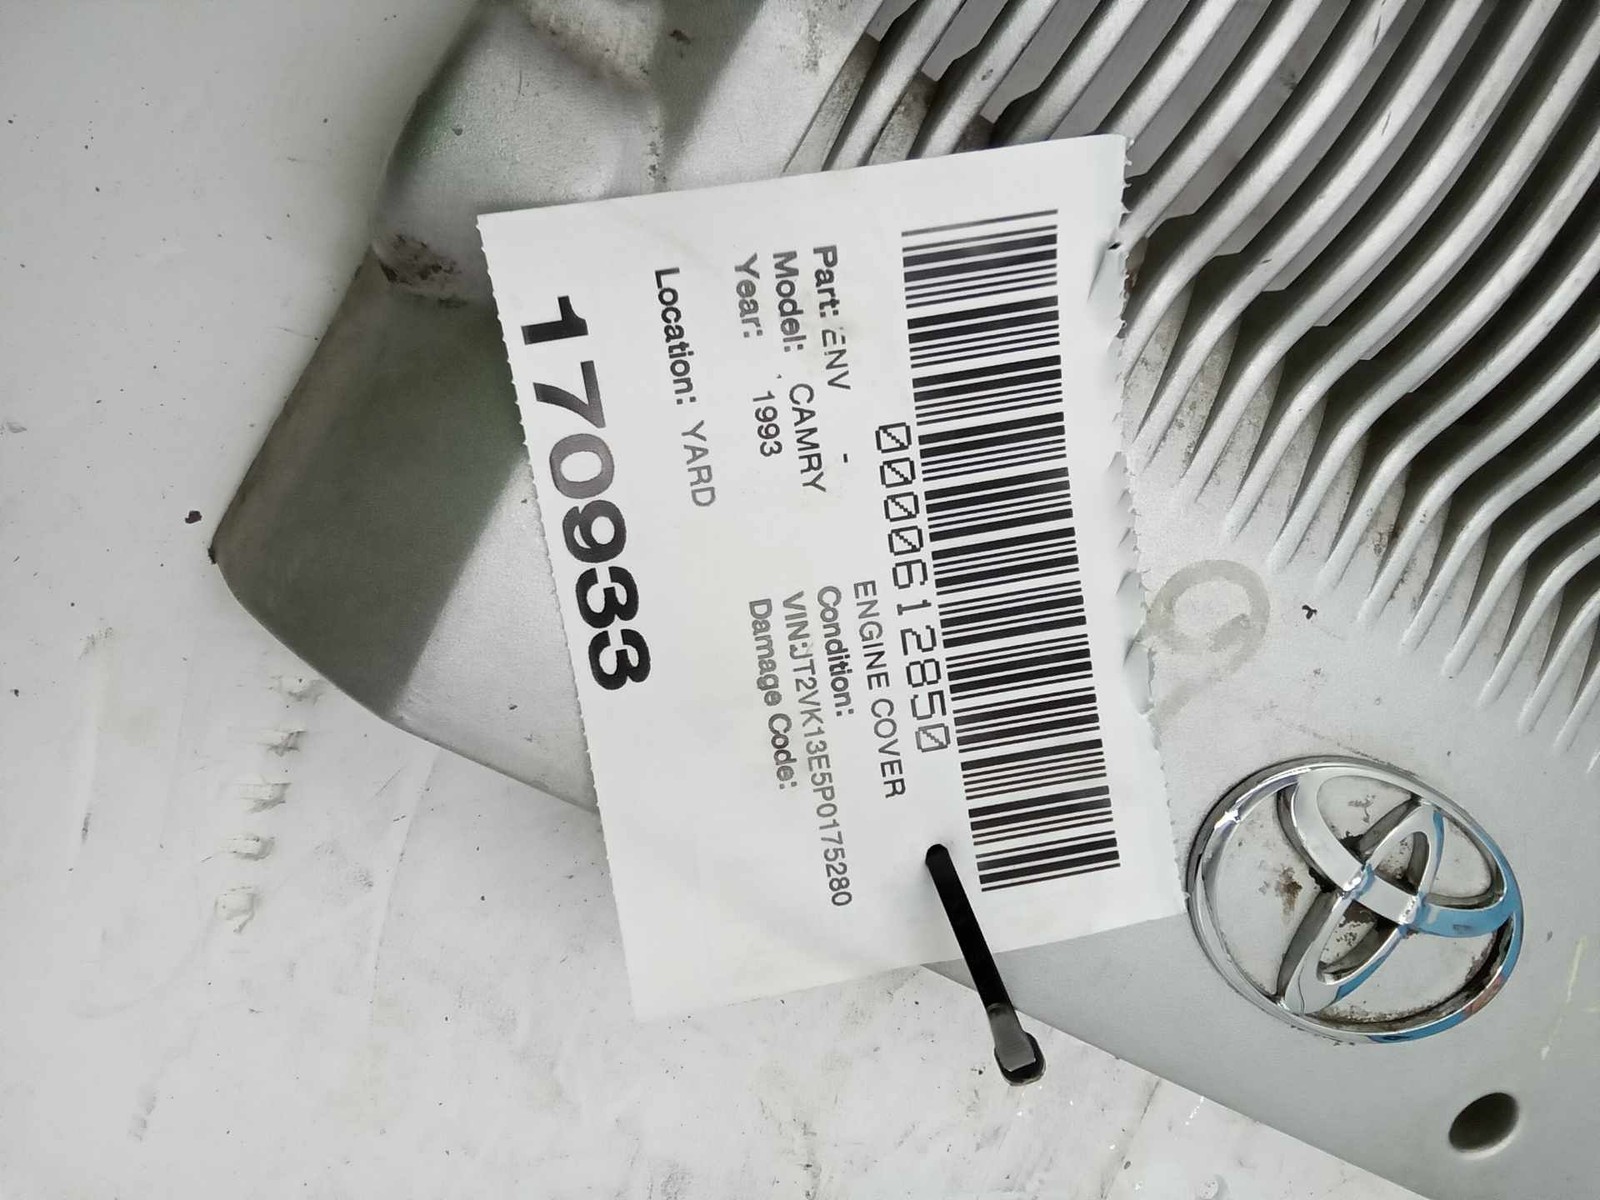 0000612850
ENGINE COVER
Part: ENV -
Condition:
Model: CAMRY
VIN:JT2VK13E5P0175280
Year: 1993
Damage Code:
Location: YARD
170933